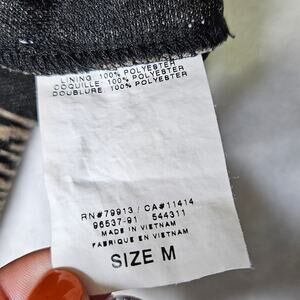 LINING: 100% POLYESTER
COQUILLE: 100% POLYESTER
DOUBLURE: 100% POLYESTER
RN#79913 / CA#11414
96537-91 544311
MADE IN VIETNAM
FABRIQUE EN VIETNAM
SIZE M